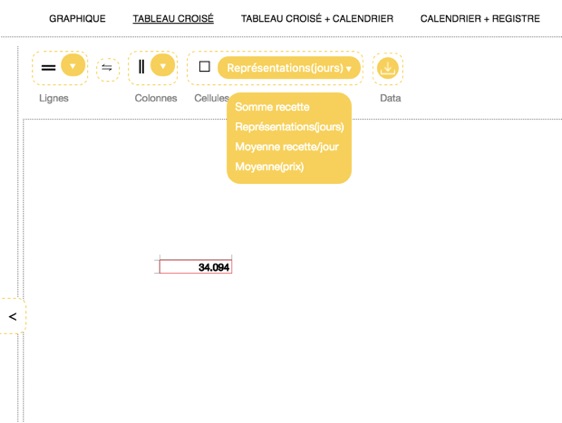 GRAPHIQUE TABLEAU CROISÉ TABLEAU CROISÉ + CALENDRIER CALENDRIER + REGISTRE
Représentations(jours) ▾
Lignes Colonnes Cellules Data
Somme recette
Représentations(jours)
Moyenne recette/jour
Moyenne(prix)
34.094
<